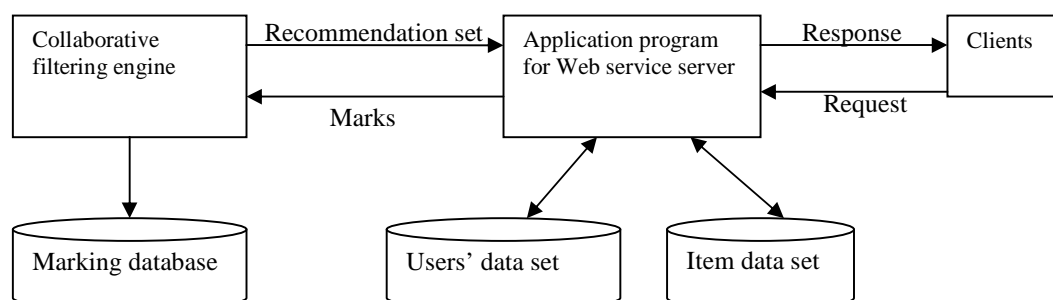 Collaborative
filtering engine
Recommendation set
Marks
Application program
for Web service server
Response
Request
Clients
Marking database
Users’ data set
Item data set